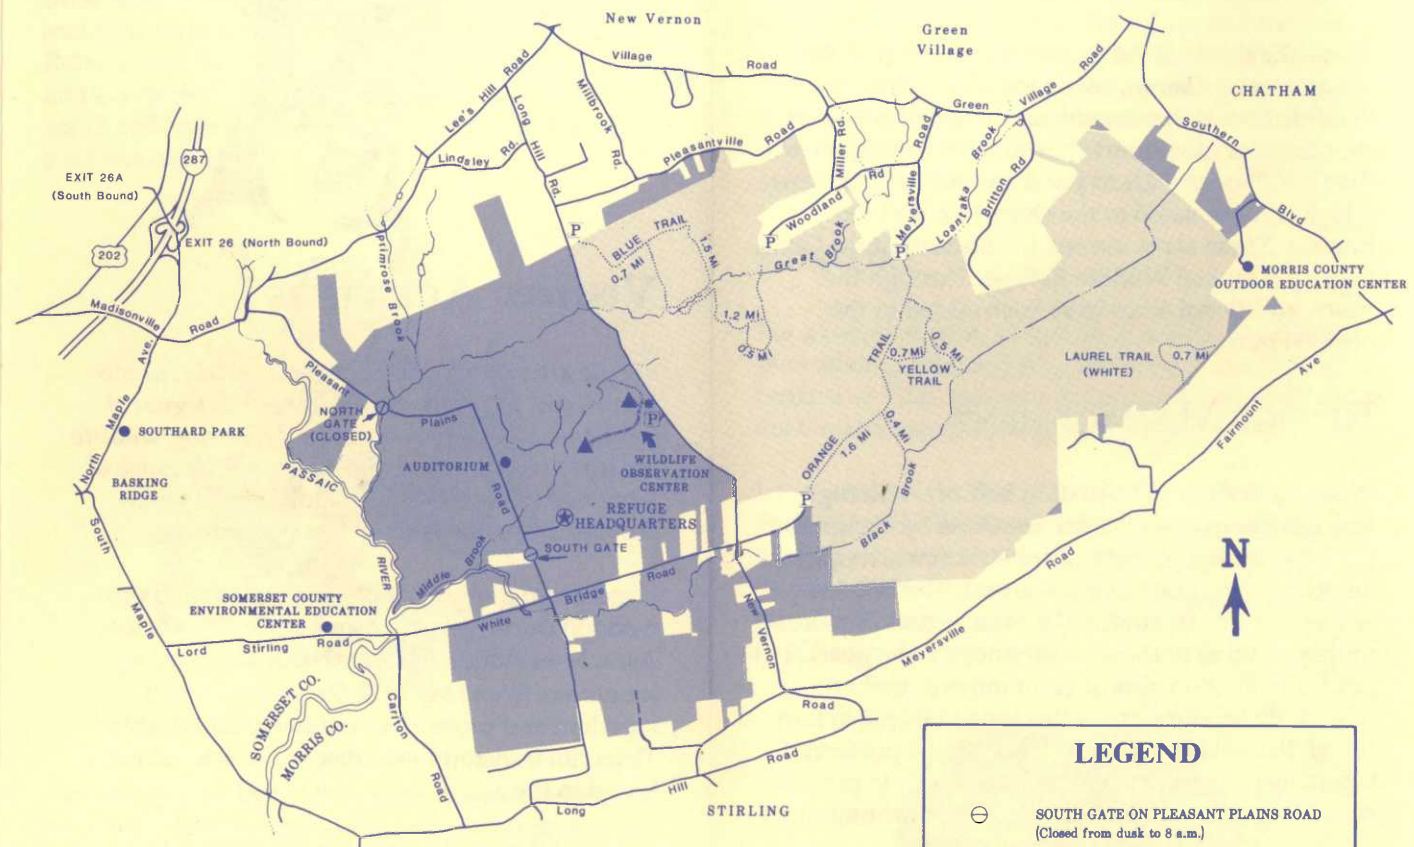 New Vernon
Green
Village
CHATHAM
Lee's Hill Road
Village Road
Green Village Road
Southern Blvd
Long Hill Rd.
Millbrook Rd.
Lindsley Rd.
Pleasantville Road
Miller Rd.
Woodland Rd
Meyersville Road
Loantaka Brook
Britton Rd
287
EXIT 26A
(South Bound)
202
EXIT 26 (North Bound)
Primrose Brook
P
BLUE TRAIL
0.7 MI
1.5 MI
P
Great Brook
P
MORRIS COUNTY
OUTDOOR EDUCATION CENTER
Madisonville Road
1.2 MI
0.5 MI
TRAIL
0.7 MI
0.5 MI
YELLOW
TRAIL
LAUREL TRAIL
(WHITE)
0.7 MI
Fairmount Ave
North Maple Ave.
Pleasant Plains Road
NORTH
GATE
(CLOSED)
SOUTHARD PARK
P
ORANGE
1.6 MI
0.4 MI
AUDITORIUM
WILDLIFE
OBSERVATION
CENTER
BASKING
RIDGE
PASSAIC RIVER
P
Black Brook
REFUGE
HEADQUARTERS
SOUTH GATE
N
South Maple
Middle Brook
White Bridge Road
New Vernon Road
Meyersville Road
SOMERSET COUNTY
ENVIRONMENTAL EDUCATION
CENTER
Lord Stirling Road
SOMERSET CO.
MORRIS CO.
Carlton Road
Long Hill Road
STIRLING
LEGEND
SOUTH GATE ON PLEASANT PLAINS ROAD
(Closed from dusk to 8 a.m.)